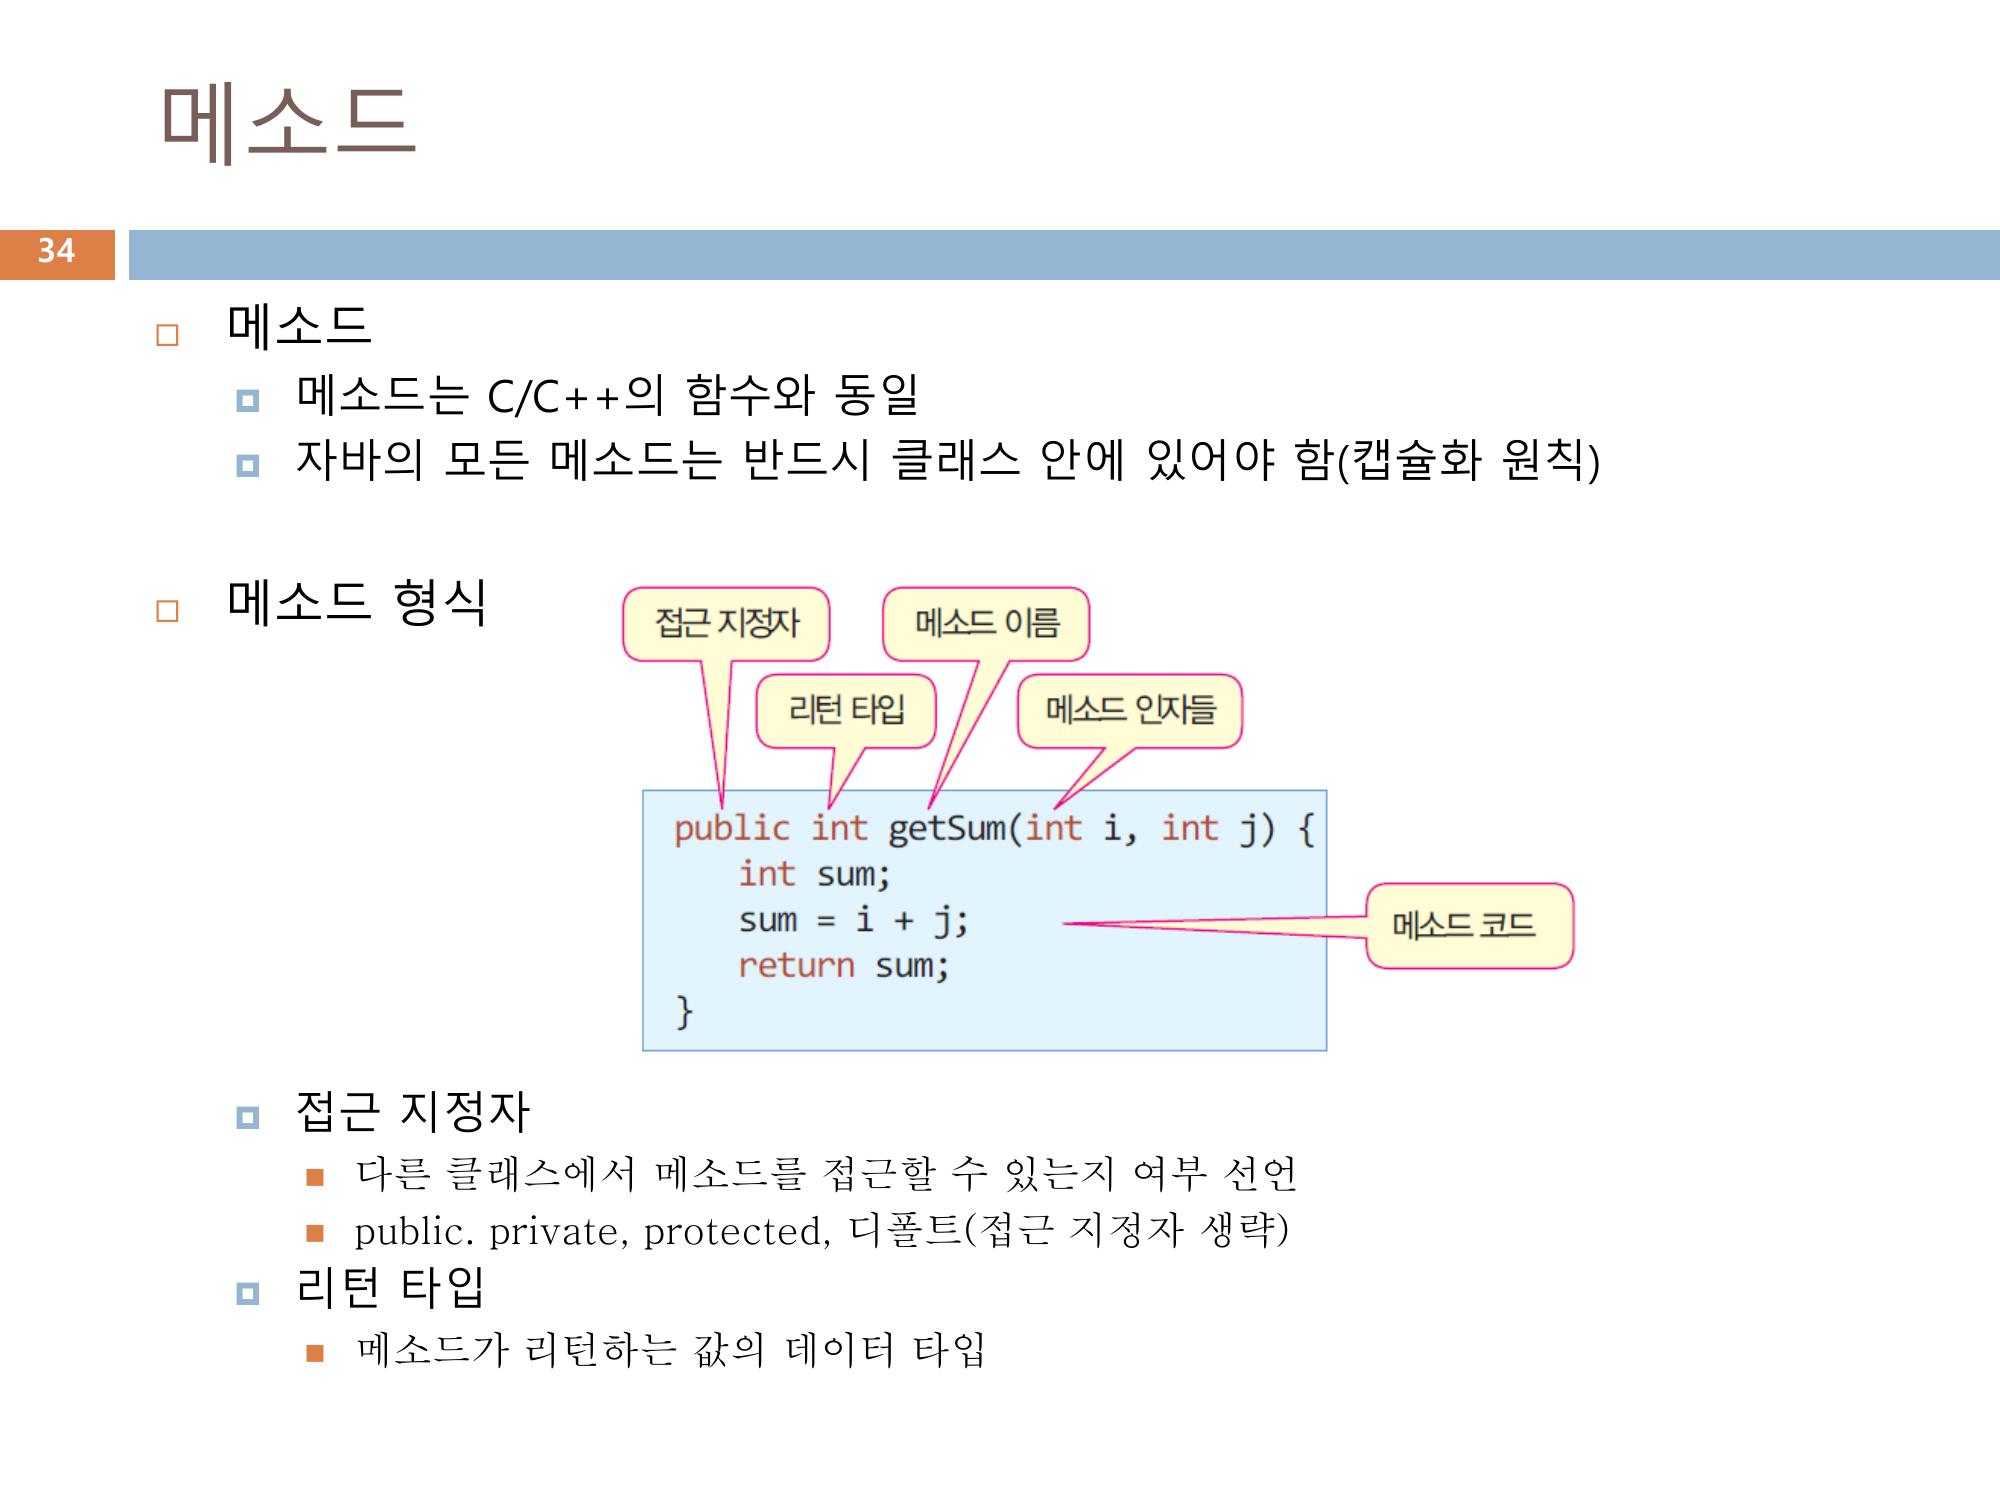 메소드
34
메소드
메소드는 C/C++의 함수와 동일
자바의 모든 메소드는 반드시 클래스 안에 있어야 함(캡슐화 원칙)
메소드 형식
접근 지정자
메소드 이름
리턴 타입
메소드 인자들
public int getSum(int i, int j) {
int sum;
sum = i + j;
메소드 코드
return sum;
}
접근 지정자
다른 클래스에서 메소드를 접근할 수 있는지 여부 선언
public. private, protected, 디폴트(접근 지정자 생략)
리턴 타입
메소드가 리턴하는 값의 데이터 타입